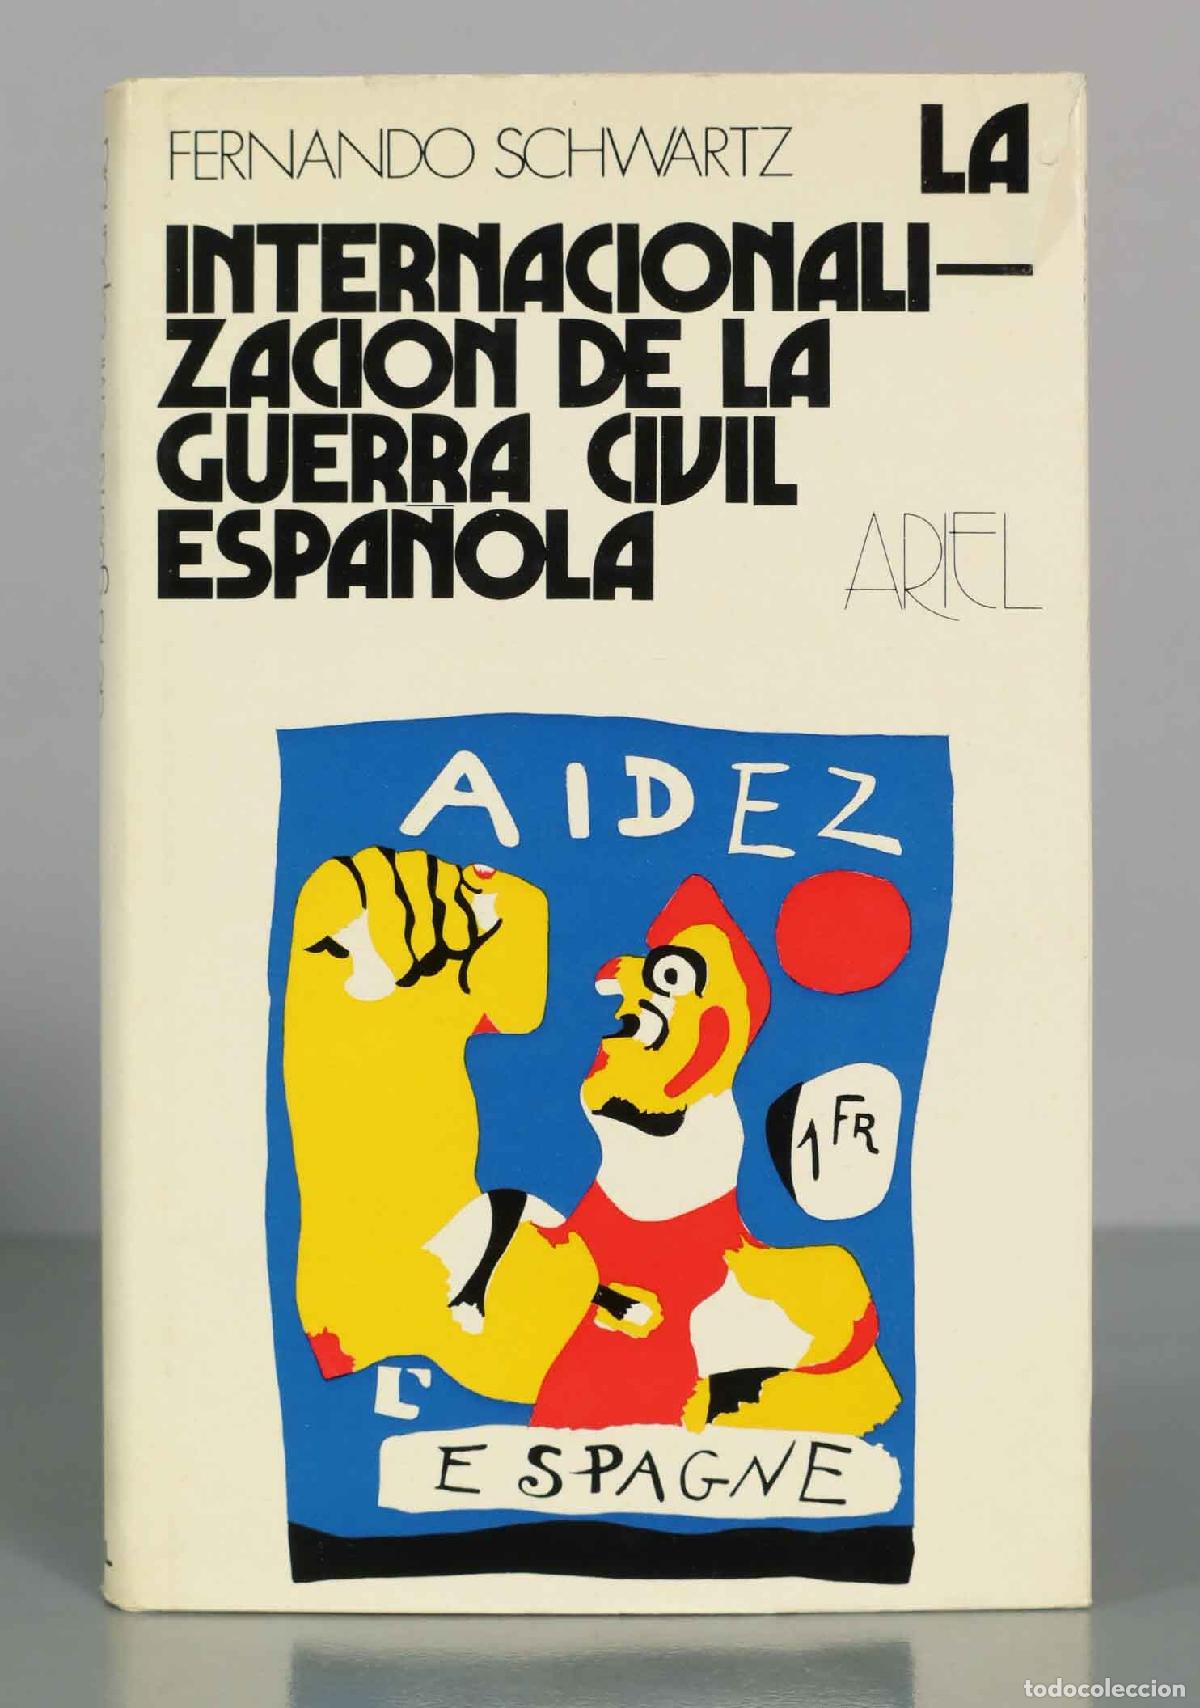 FERNANDO SCHWARTZ
LA
INTERNACIONALI—
ZACION DE LA
GUERRA CIVIL
ESPAÑOLA
ARIEL
AIDEZ
1 FR
L'
ESPAGNE
todocoleccion